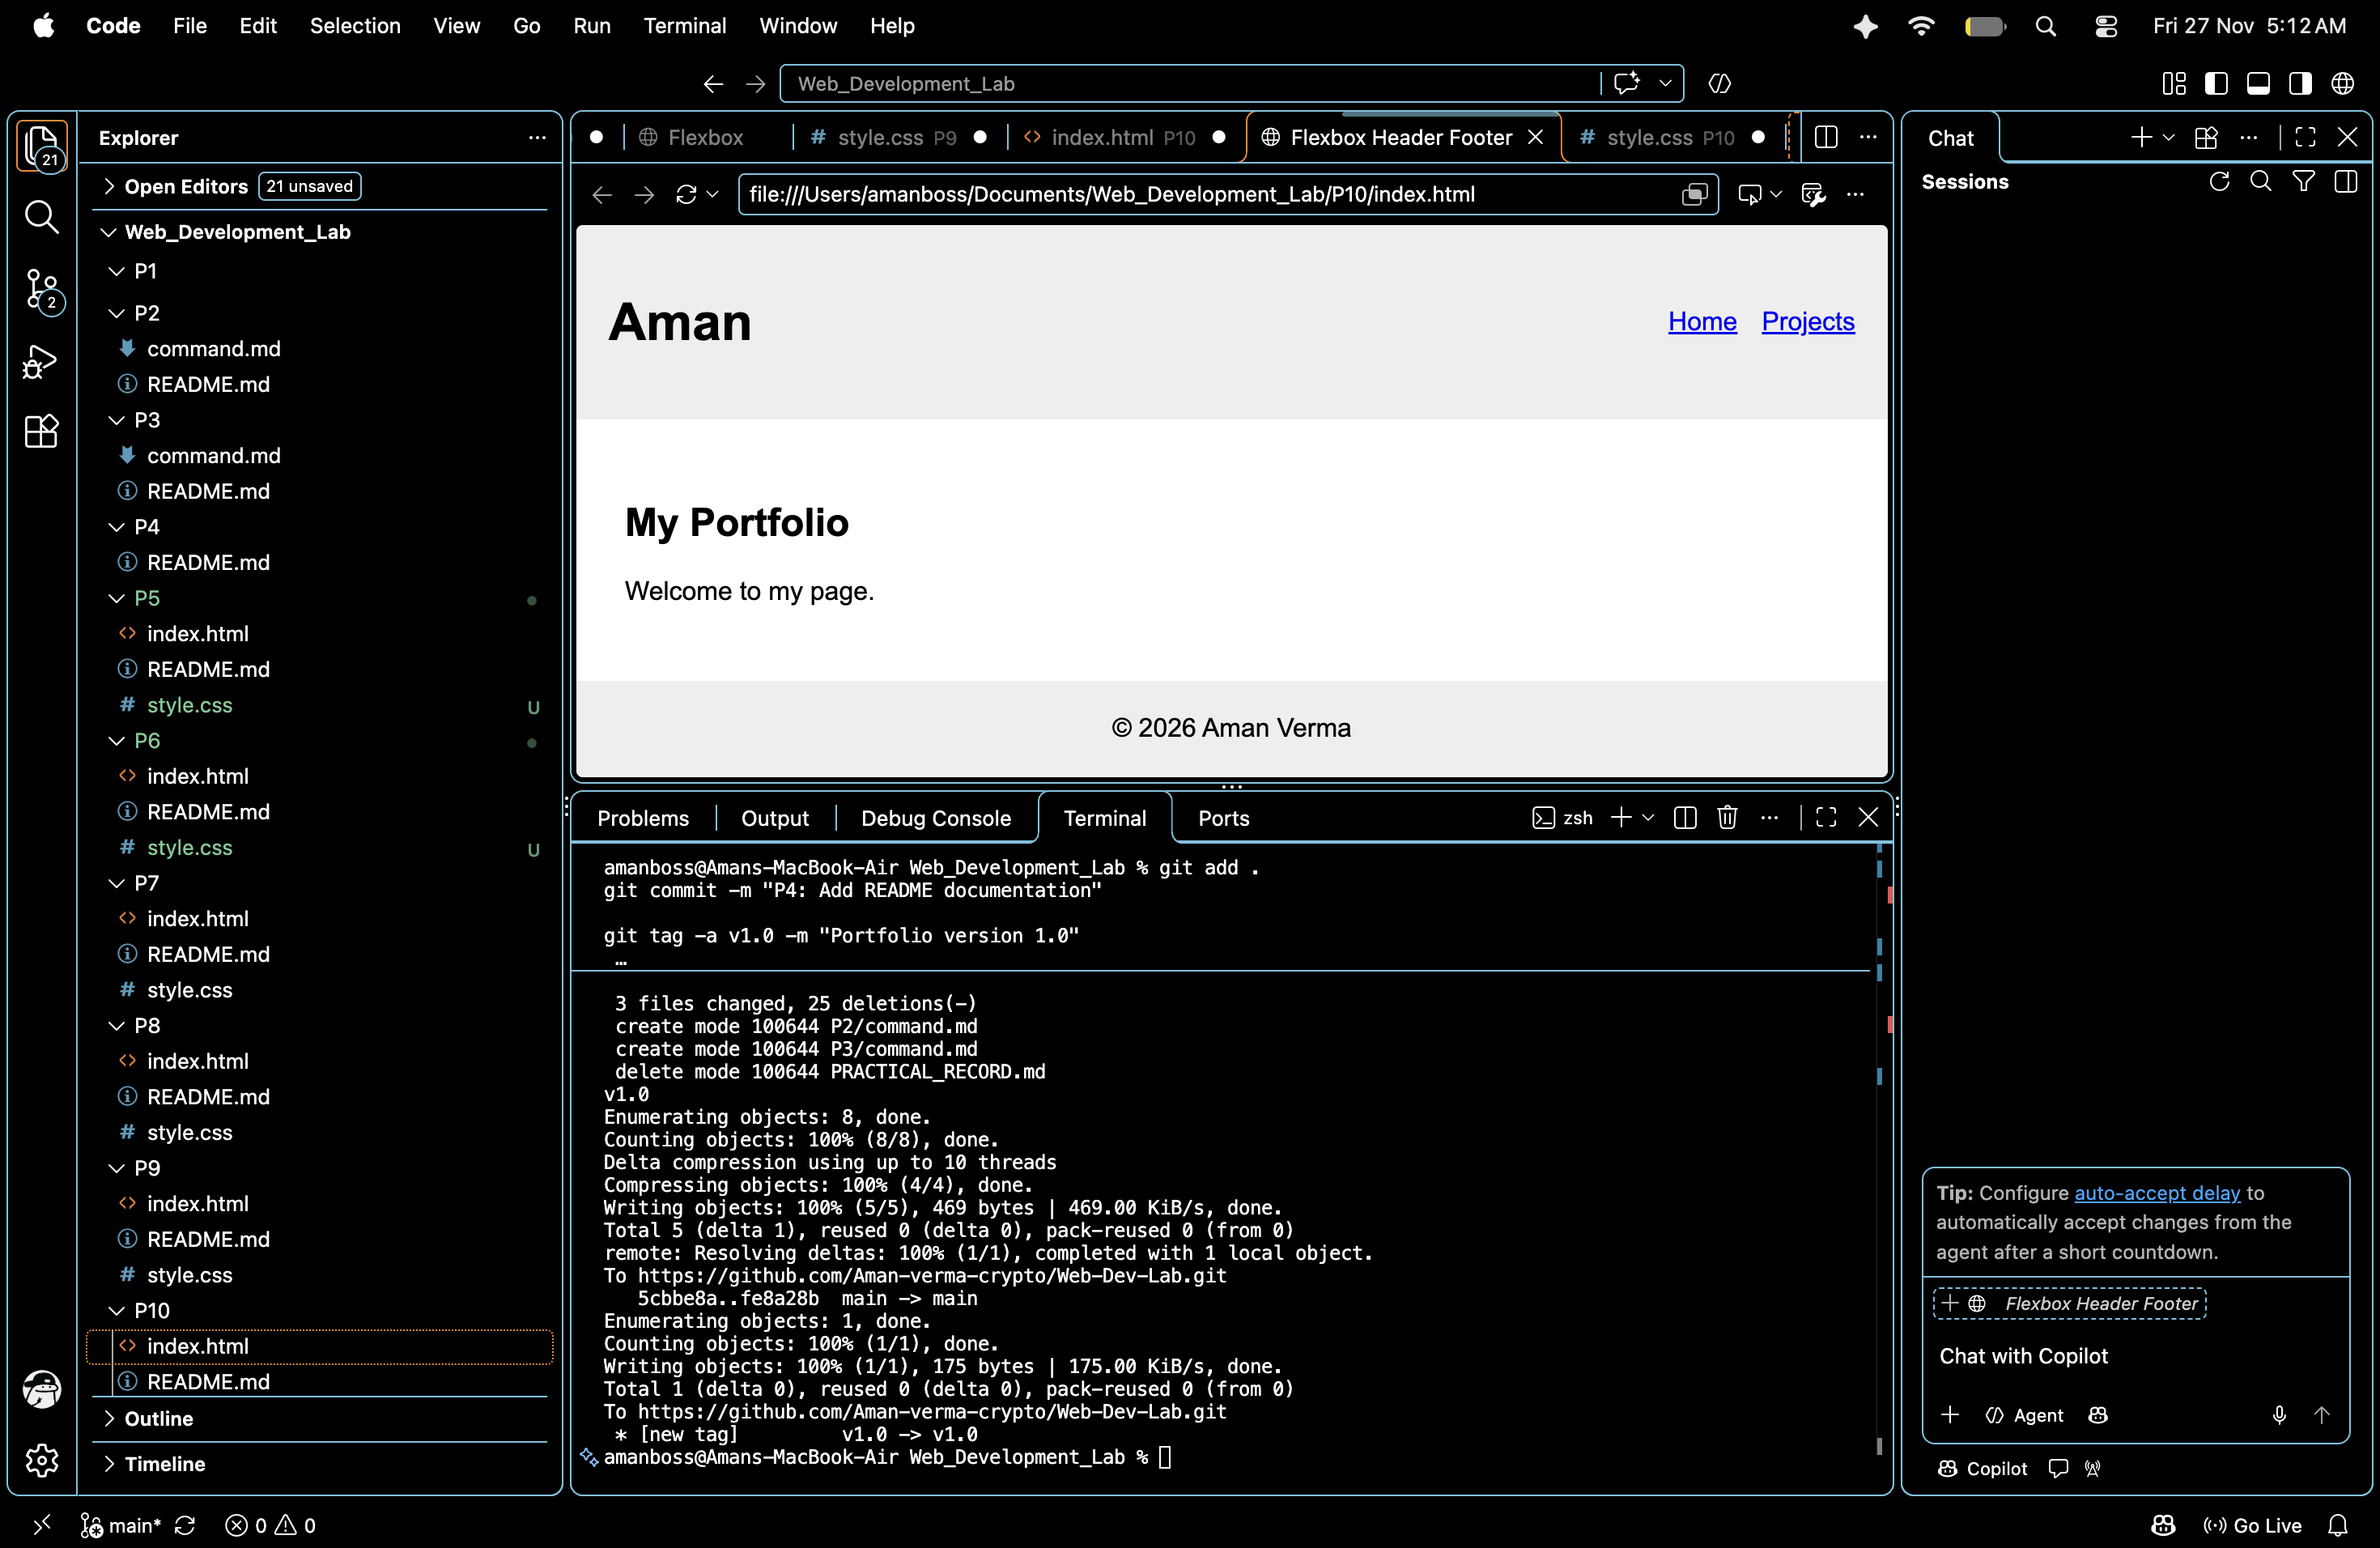 Code File Edit Selection View Go Run Terminal Window Help Fri 27 Nov 5:12 AM
Web_Development_Lab
Explorer
Open Editors 21 unsaved
Web_Development_Lab
P1
P2
command.md
README.md
P3
command.md
README.md
P4
README.md
P5
index.html
README.md
style.css U
P6
index.html
README.md
style.css U
P7
index.html
README.md
style.css
P8
index.html
README.md
style.css
P9
index.html
README.md
style.css
P10
index.html
README.md
Outline
Timeline
21
2
Flexbox # style.css P9 index.html P10 Flexbox Header Footer # style.css P10
file:///Users/amanboss/Documents/Web_Development_Lab/P10/index.html
Aman Home Projects
My Portfolio
Welcome to my page.
© 2026 Aman Verma
Problems Output Debug Console Terminal Ports zsh
amanboss@Amans-MacBook-Air Web_Development_Lab % git add .
git commit -m "P4: Add README documentation"
git tag -a v1.0 -m "Portfolio version 1.0"
…
3 files changed, 25 deletions(-)
create mode 100644 P2/command.md
create mode 100644 P3/command.md
delete mode 100644 PRACTICAL_RECORD.md
v1.0
Enumerating objects: 8, done.
Counting objects: 100% (8/8), done.
Delta compression using up to 10 threads
Compressing objects: 100% (4/4), done.
Writing objects: 100% (5/5), 469 bytes | 469.00 KiB/s, done.
Total 5 (delta 1), reused 0 (delta 0), pack-reused 0 (from 0)
remote: Resolving deltas: 100% (1/1), completed with 1 local object.
To https://github.com/Aman-verma-crypto/Web-Dev-Lab.git
5cbbe8a..fe8a28b main -> main
Enumerating objects: 1, done.
Counting objects: 100% (1/1), done.
Writing objects: 100% (1/1), 175 bytes | 175.00 KiB/s, done.
Total 1 (delta 0), reused 0 (delta 0), pack-reused 0 (from 0)
To https://github.com/Aman-verma-crypto/Web-Dev-Lab.git
* [new tag] v1.0 -> v1.0
amanboss@Amans-MacBook-Air Web_Development_Lab %
Chat
Sessions
Tip: Configure auto-accept delay to
automatically accept changes from the
agent after a short countdown.
Flexbox Header Footer
Chat with Copilot
Agent
Copilot
main* 0 0 Go Live